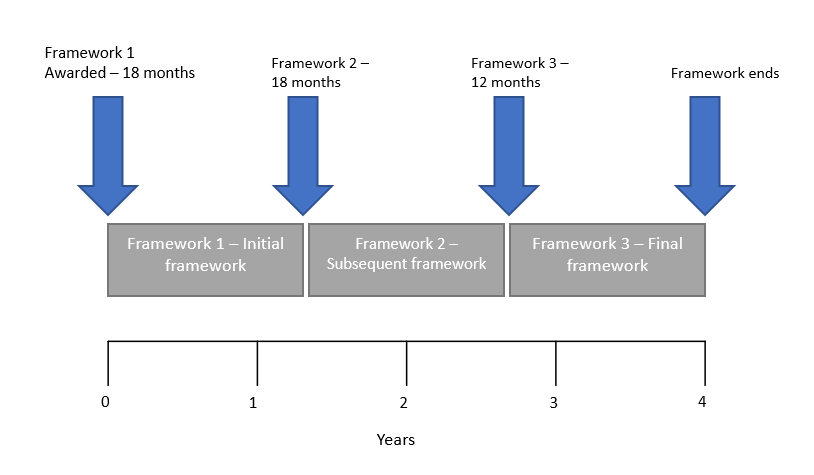 Framework 1
Awarded – 18 months
Framework 2 –
18 months
Framework 3 –
12 months
Framework ends
Framework 1 – Initial
framework
Framework 2 –
Subsequent framework
Framework 3 – Final
framework
0
1
2
3
4
Years